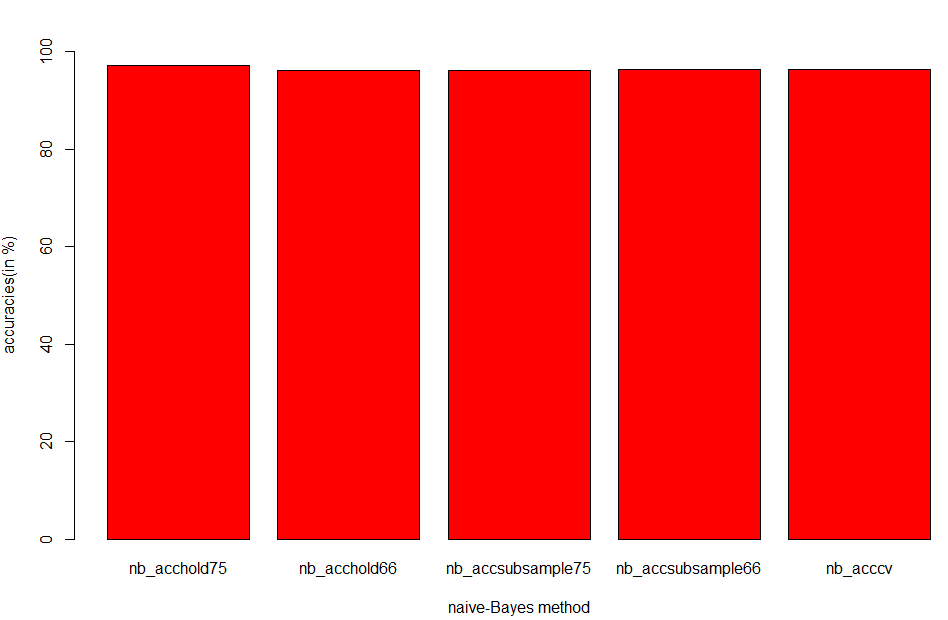 100
80
60
40
20
0
accuracies(in %)
nb_acchold75
nb_acchold66
nb_accsubsample75
nb_accsubsample66
nb_acccv
naive-Bayes method